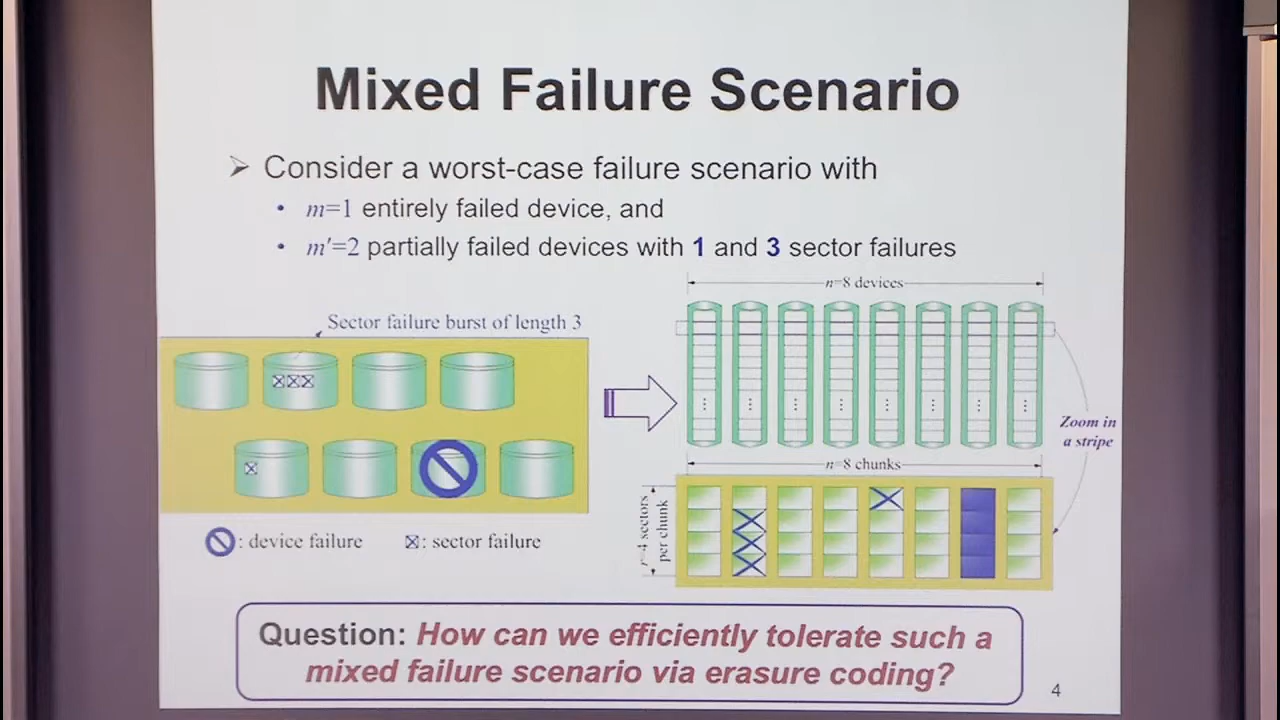 Mixed Failure Scenario
Consider a worst-case failure scenario with
m=1 entirely failed device, and
m'=2 partially failed devices with 1 and 3 sector failures
n=8 devices
Sector failure burst of length 3
Zoom in
a stripe
n=8 chunks
r=4 sectors
per chunk
: device failure
: sector failure
Question: How can we efficiently tolerate such a
mixed failure scenario via erasure coding?
4